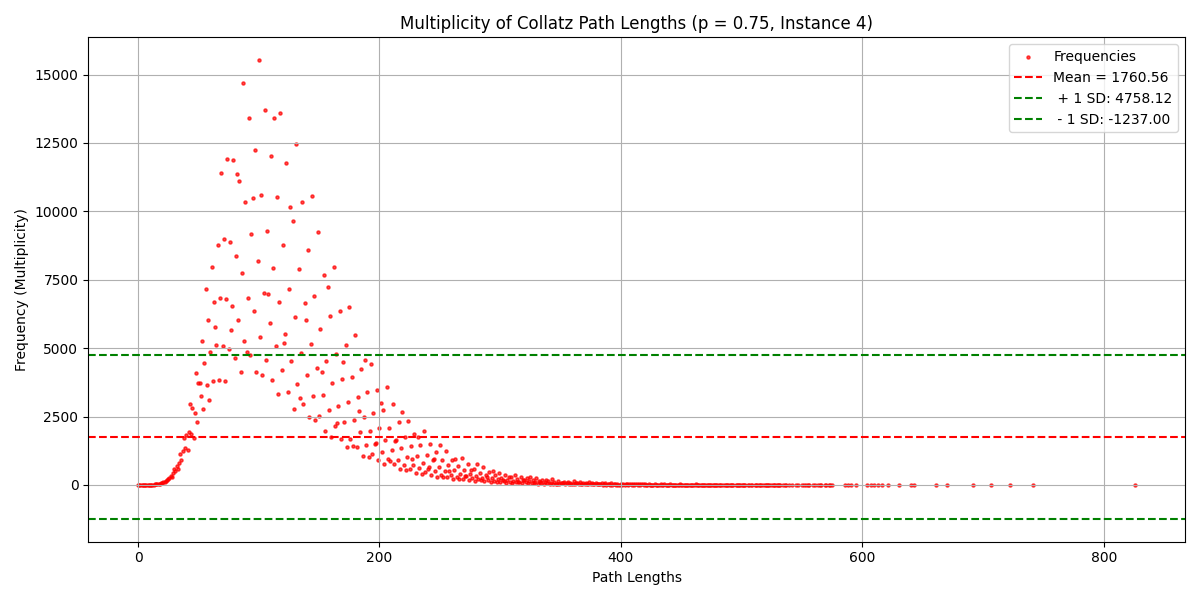 Multiplicity of Collatz Path Lengths (p = 0.75, Instance 4)
Frequencies
Mean = 1760.56
+ 1 SD: 4758.12
- 1 SD: -1237.00
Frequency (Multiplicity)
15000
12500
10000
7500
5000
2500
0
0 200 400 600 800
Path Lengths